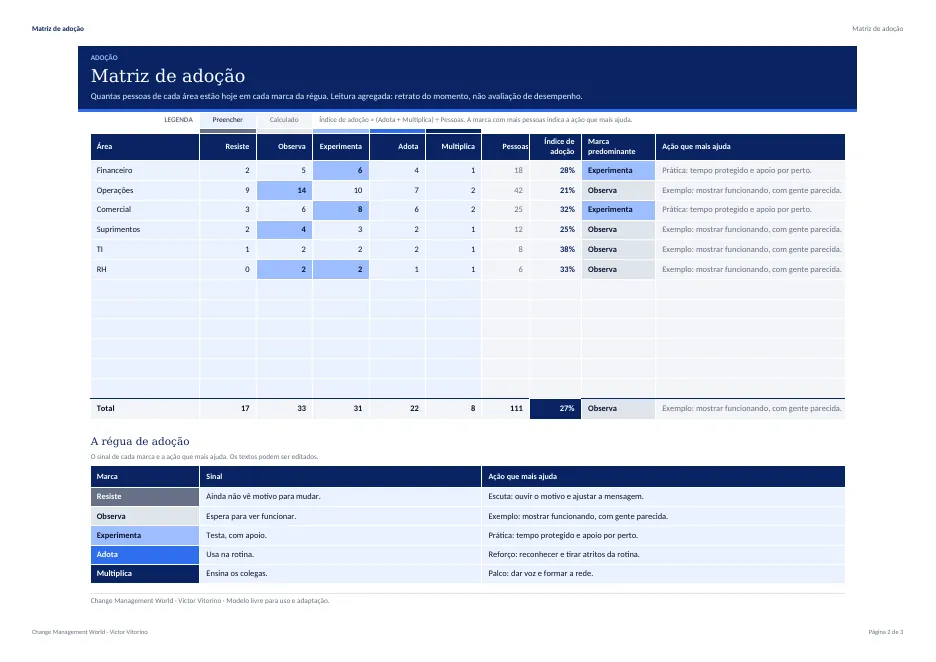 Matriz de adoção Matriz de adoção
ADOÇÃO
Matriz de adoção
Quantas pessoas de cada área estão hoje em cada marca da régua. Leitura agregada: retrato do momento, não avaliação de desempenho.
LEGENDA Preencher Calculado Índice de adoção = (Adota + Multiplica) ÷ Pessoas. A marca com mais pessoas indica a ação que mais ajuda.
Área Resiste Observa Experimenta Adota Multiplica Pessoas Índice de adoção Marca predominante Ação que mais ajuda
Financeiro 2 5 6 4 1 18 28% Experimenta Prática: tempo protegido e apoio por perto.
Operações 9 14 10 7 2 42 21% Observa Exemplo: mostrar funcionando, com gente parecida.
Comercial 3 6 8 6 2 25 32% Experimenta Prática: tempo protegido e apoio por perto.
Suprimentos 2 4 3 2 1 12 25% Observa Exemplo: mostrar funcionando, com gente parecida.
TI 1 2 2 2 1 8 38% Observa Exemplo: mostrar funcionando, com gente parecida.
RH 0 2 2 1 1 6 33% Observa Exemplo: mostrar funcionando, com gente parecida.
Total 17 33 31 22 8 111 27% Observa Exemplo: mostrar funcionando, com gente parecida.
A régua de adoção
O sinal de cada marca e a ação que mais ajuda. Os textos podem ser editados.
Marca Sinal Ação que mais ajuda
Resiste Ainda não vê motivo para mudar. Escuta: ouvir o motivo e ajustar a mensagem.
Observa Espera para ver funcionar. Exemplo: mostrar funcionando, com gente parecida.
Experimenta Testa, com apoio. Prática: tempo protegido e apoio por perto.
Adota Usa na rotina. Reforço: reconhecer e tirar atritos da rotina.
Multiplica Ensina os colegas. Palco: dar voz e formar a rede.
Change Management World · Victor Vitorino · Modelo livre para uso e adaptação.
Change Management World · Victor Vitorino Página 2 de 3